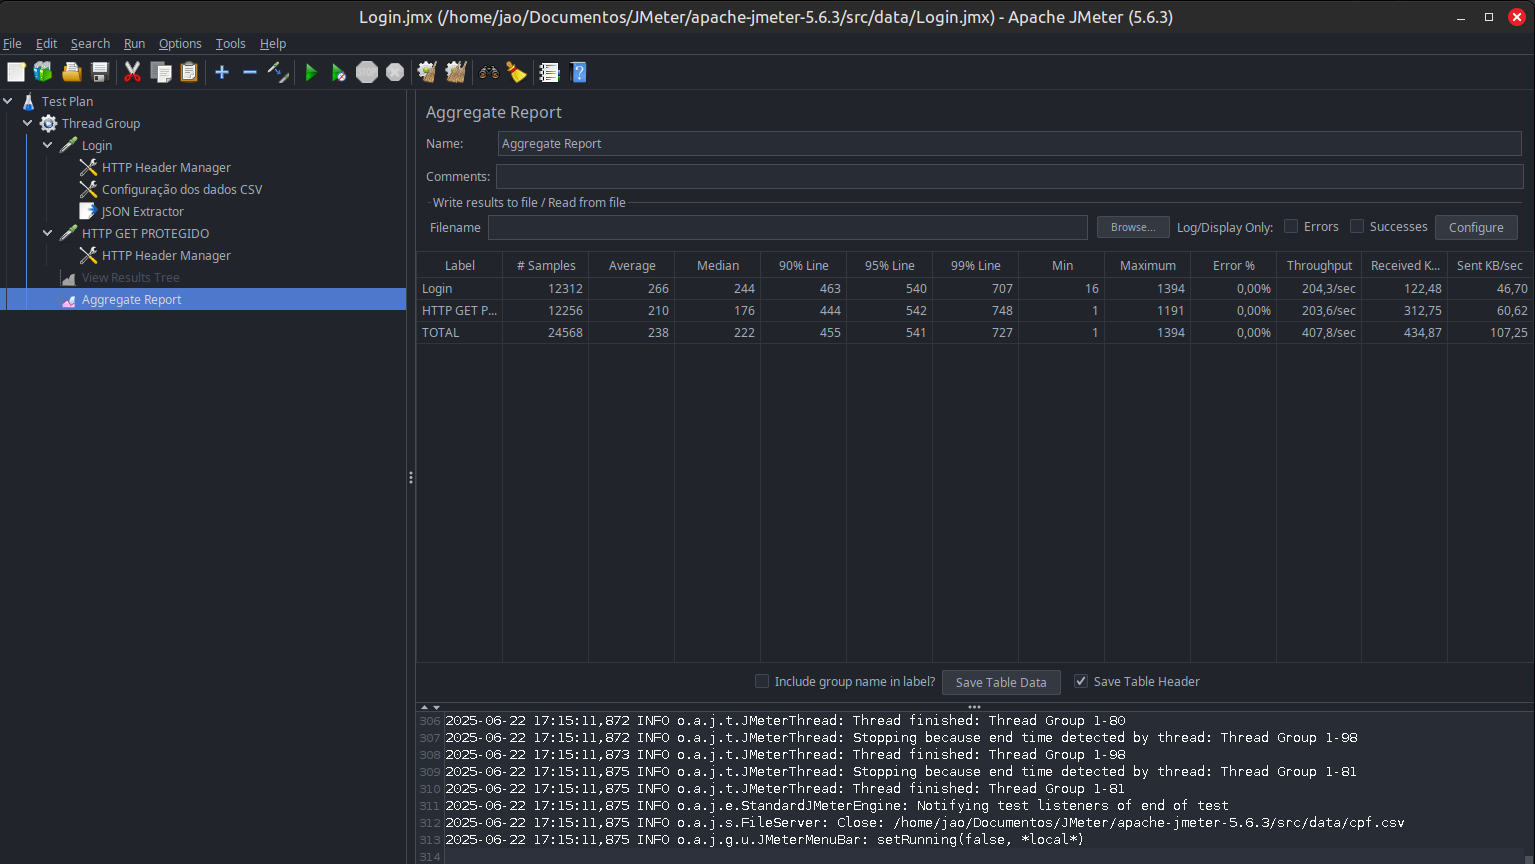 Login.jmx (/home/jao/Documentos/JMeter/apache-jmeter-5.6.3/src/data/Login.jmx) - Apache JMeter (5.6.3)
File Edit Search Run Options Tools Help
STOP
Test Plan
Thread Group
Login
HTTP Header Manager
Configuração dos dados CSV
JSON Extractor
HTTP GET PROTEGIDO
HTTP Header Manager
View Results Tree
Aggregate Report
Aggregate Report
Name: Aggregate Report
Comments:
Write results to file / Read from file
Filename Browse... Log/Display Only: Errors Successes Configure
Label # Samples Average Median 90% Line 95% Line 99% Line Min Maximum Error % Throughput Received K... Sent KB/sec
Login 12312 266 244 463 540 707 16 1394 0,00% 204,3/sec 122,48 46,70
HTTP GET P... 12256 210 176 444 542 748 1 1191 0,00% 203,6/sec 312,75 60,62
TOTAL 24568 238 222 455 541 727 1 1394 0,00% 407,8/sec 434,87 107,25
Include group name in label? Save Table Data Save Table Header
306 2025-06-22 17:15:11,872 INFO o.a.j.t.JMeterThread: Thread finished: Thread Group 1-80
307 2025-06-22 17:15:11,872 INFO o.a.j.t.JMeterThread: Stopping because end time detected by thread: Thread Group 1-98
308 2025-06-22 17:15:11,873 INFO o.a.j.t.JMeterThread: Thread finished: Thread Group 1-98
309 2025-06-22 17:15:11,875 INFO o.a.j.t.JMeterThread: Stopping because end time detected by thread: Thread Group 1-81
310 2025-06-22 17:15:11,875 INFO o.a.j.t.JMeterThread: Thread finished: Thread Group 1-81
311 2025-06-22 17:15:11,875 INFO o.a.j.e.StandardJMeterEngine: Notifying test listeners of end of test
312 2025-06-22 17:15:11,875 INFO o.a.j.s.FileServer: Close: /home/jao/Documentos/JMeter/apache-jmeter-5.6.3/src/data/cpf.csv
313 2025-06-22 17:15:11,875 INFO o.a.j.g.u.JMeterMenuBar: setRunning(false, *local*)
314